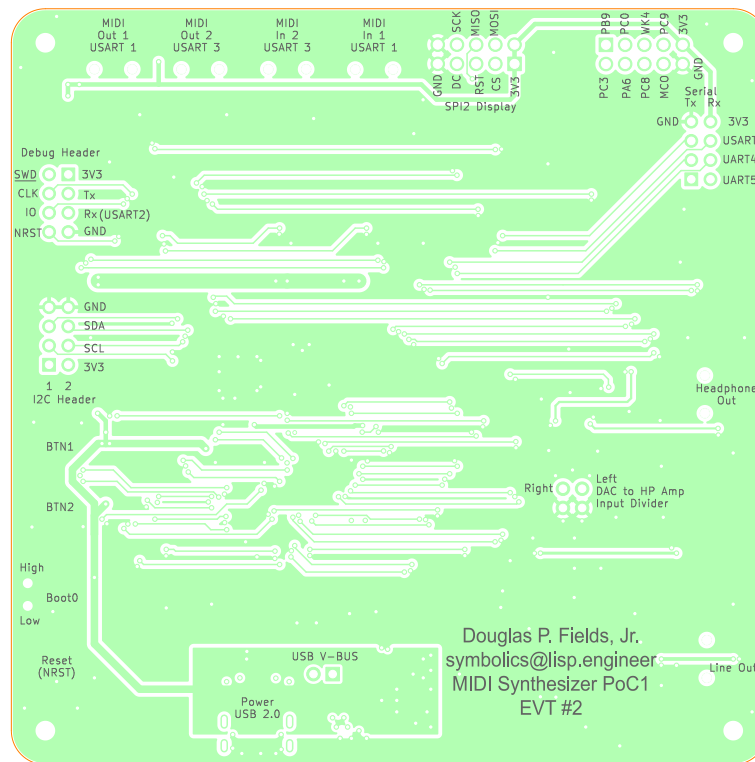 MIDI
Out 1
USART 1
MIDI
Out 2
USART 3
MIDI
In 2
USART 3
MIDI
In 1
USART 1
SCK
MISO
MOSI
GND
DC
RST
CS
3V3
SPI2 Display
PB9
PC0
WK4
PC9
3V3
PC3
PA6
PC8
MCO
GND
Serial
Tx Rx
GND 3V3
USART
UART4
UART5
Debug Header
SWD 3V3
CLK Tx
IO Rx(USART2)
NRST GND
GND
SDA
SCL
3V3
1 2
I2C Header
Headphone
Out
BTN1
BTN2
Right
Left
DAC to HP Amp
Input Divider
High
Boot0
Low
Reset
(NRST)
USB V-BUS
Power
USB 2.0
Douglas P. Fields, Jr.
symbolics@lisp.engineer
MIDI Synthesizer PoC1
EVT #2
Line Out